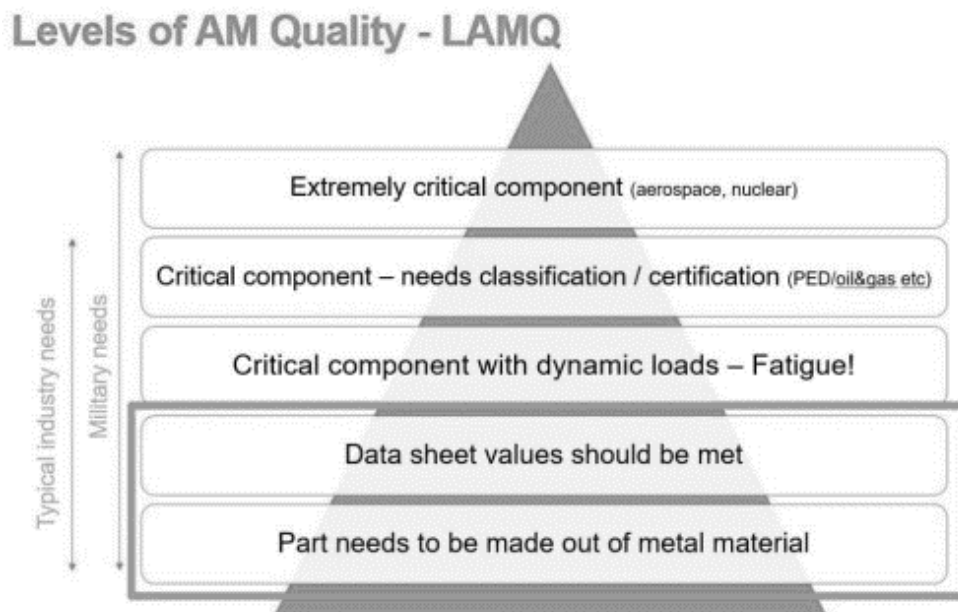 Levels of AM Quality - LAMQ
Extremely critical component (aerospace, nuclear)
Critical component – needs classification / certification (PED/oil&gas etc)
Critical component with dynamic loads – Fatigue!
Data sheet values should be met
Part needs to be made out of metal material
Typical industry needs
Military needs